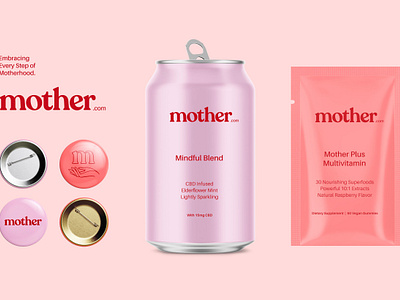 Embracing
Every Step of
Motherhood.
mother.com
m
mother
mother.com
Mindful Blend
CBD Infused
Elderflower Mint
Lightly Sparkling
mother.com
Mother Plus
Multivitamin
30 Nourishing Superfoods
Powerful 10:1 Extracts
Natural Raspberry Flavor